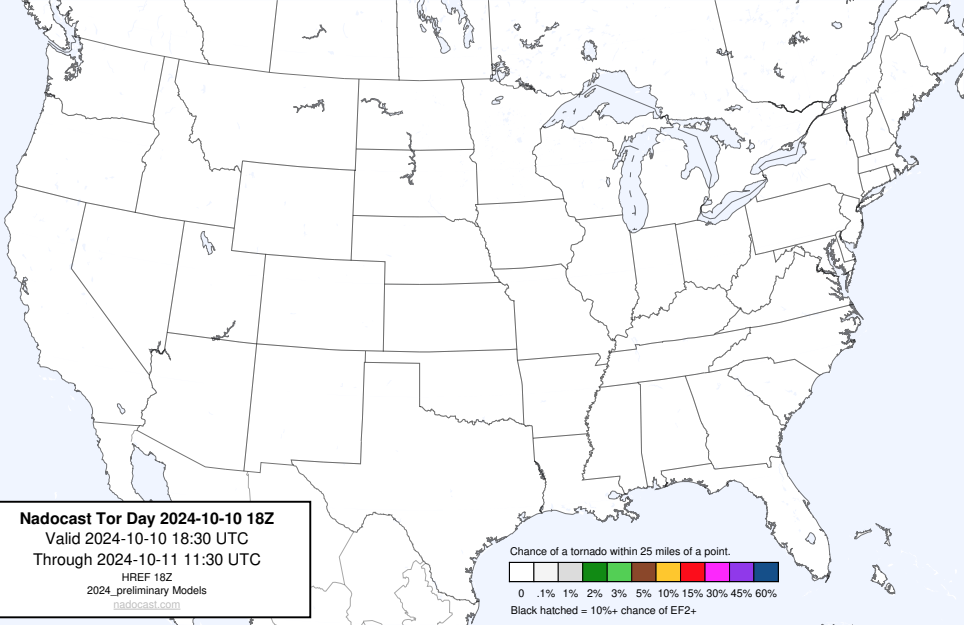 Nadocast Tor Day 2024-10-10 18Z
Valid 2024-10-10 18:30 UTC
Through 2024-10-11 11:30 UTC
HREF 18Z
2024_preliminary Models
nadocast.com
Chance of a tornado within 25 miles of a point.
0 .1% 1% 2% 3% 5% 10% 15% 30% 45% 60%
Black hatched = 10%+ chance of EF2+